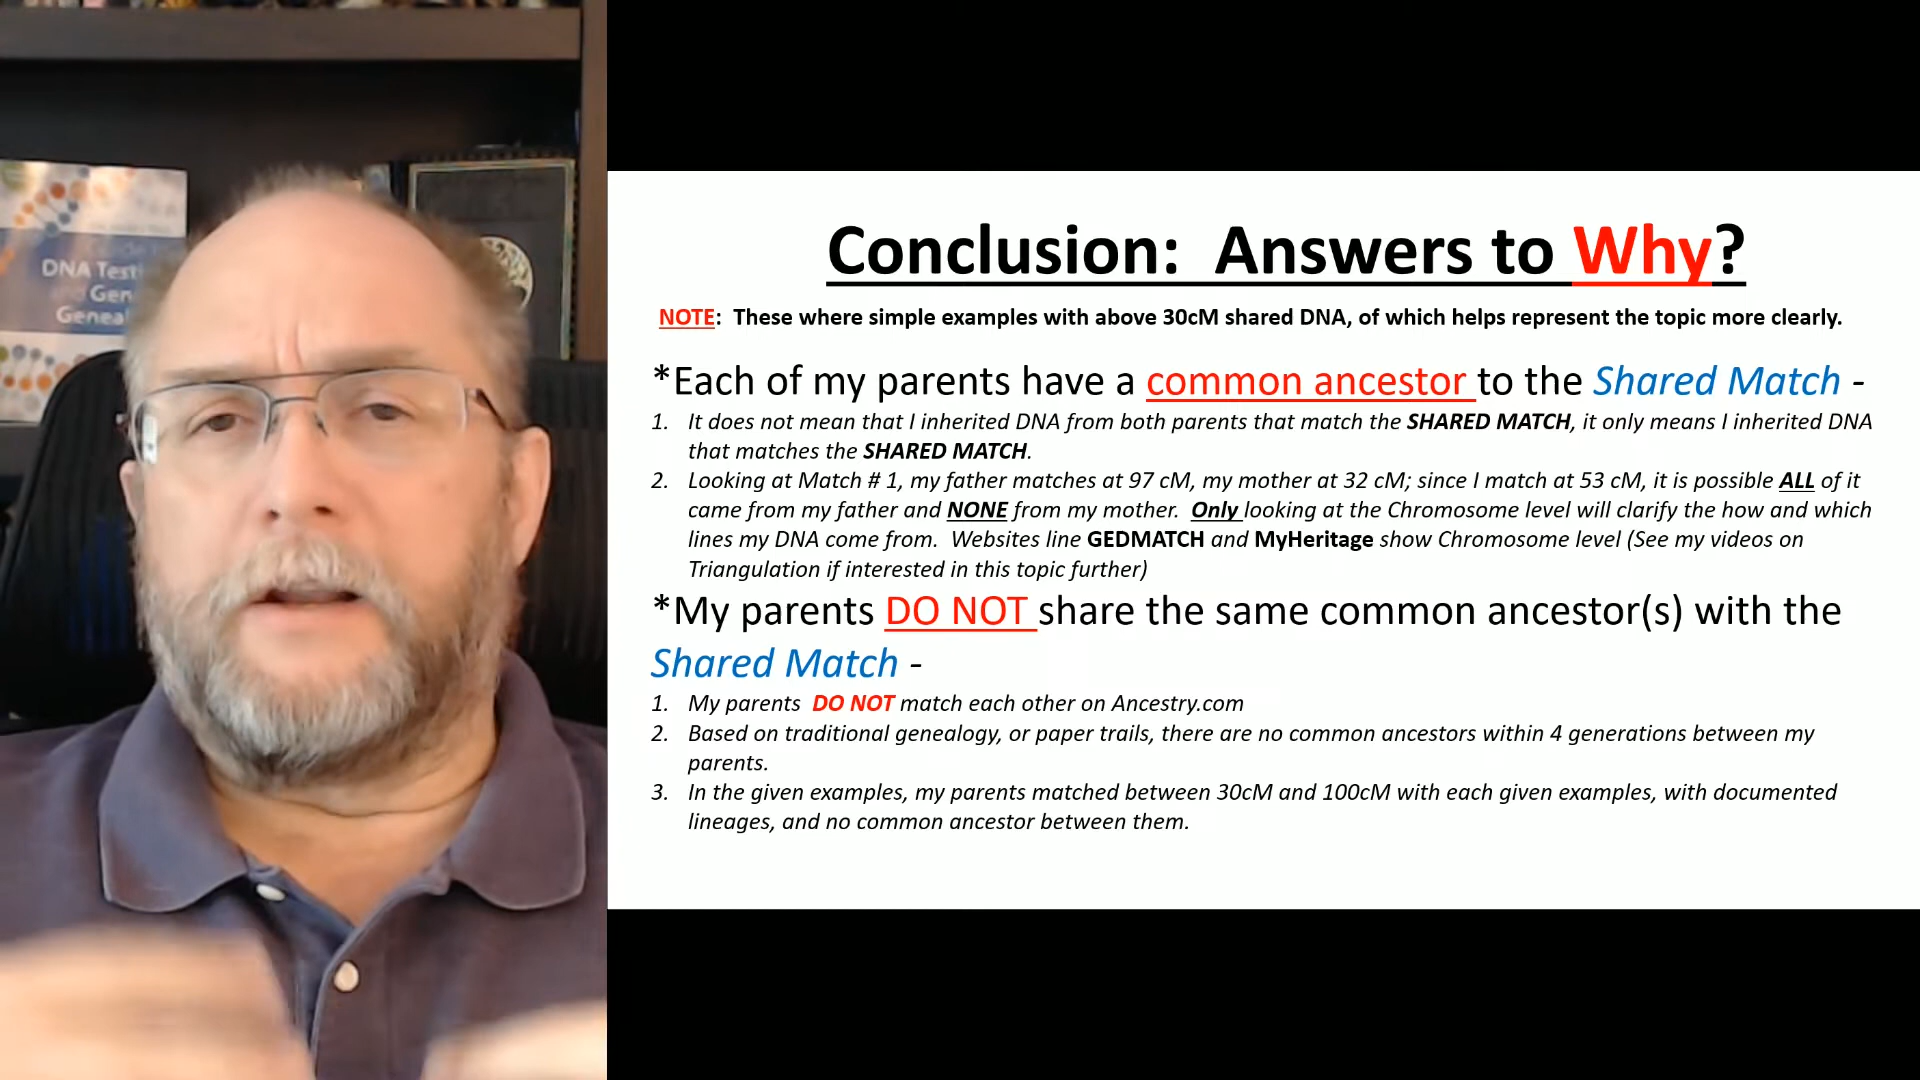 DNA Test
Gen
Geneal
Conclusion: Answers to Why?
NOTE: These where simple examples with above 30cM shared DNA, of which helps represent the topic more clearly.
*Each of my parents have a common ancestor to the Shared Match -
1. It does not mean that I inherited DNA from both parents that match the SHARED MATCH, it only means I inherited DNA
that matches the SHARED MATCH.
2. Looking at Match # 1, my father matches at 97 cM, my mother at 32 cM; since I match at 53 cM, it is possible ALL of it
came from my father and NONE from my mother. Only looking at the Chromosome level will clarify the how and which
lines my DNA come from. Websites line GEDMATCH and MyHeritage show Chromosome level (See my videos on
Triangulation if interested in this topic further)
*My parents DO NOT share the same common ancestor(s) with the
Shared Match -
1. My parents DO NOT match each other on Ancestry.com
2. Based on traditional genealogy, or paper trails, there are no common ancestors within 4 generations between my
parents.
3. In the given examples, my parents matched between 30cM and 100cM with each given examples, with documented
lineages, and no common ancestor between them.